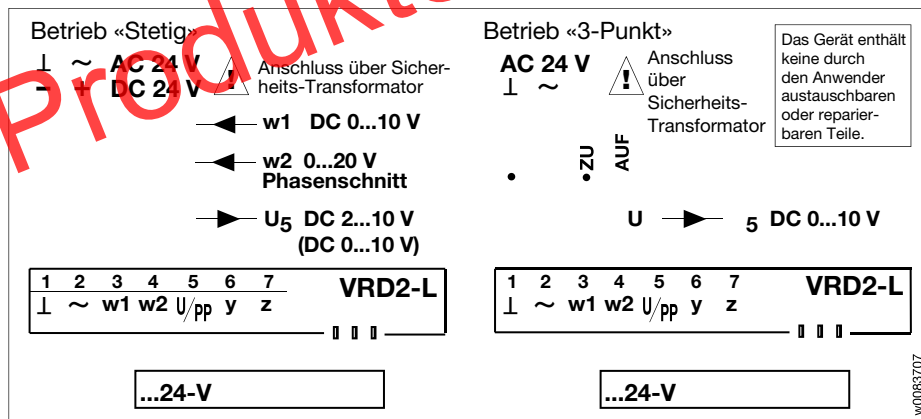 Betrieb «Stetig»
⊥ ~ AC 24 V
– + DC 24 V
Anschluss über Sicher-
heits-Transformator
w1 DC 0...10 V
w2 0...20 V
Phasenschnitt
U5 DC 2...10 V
(DC 0...10 V)
1 2 3 4 5 6 7
⊥ ~ w1 w2 U/pp y z
VRD2-L
...24-V
Betrieb «3-Punkt»
AC 24 V
⊥ ~
!
Anschluss
über
Sicherheits-
Transformator
ZU
AUF
U 5 DC 0...10 V
1 2 3 4 5 6 7
⊥ ~ w1 w2 U/pp y z
VRD2-L
...24-V
Das Gerät enthält
keine durch
den Anwender
austauschbaren
oder reparier-
baren Teile.
w0083707